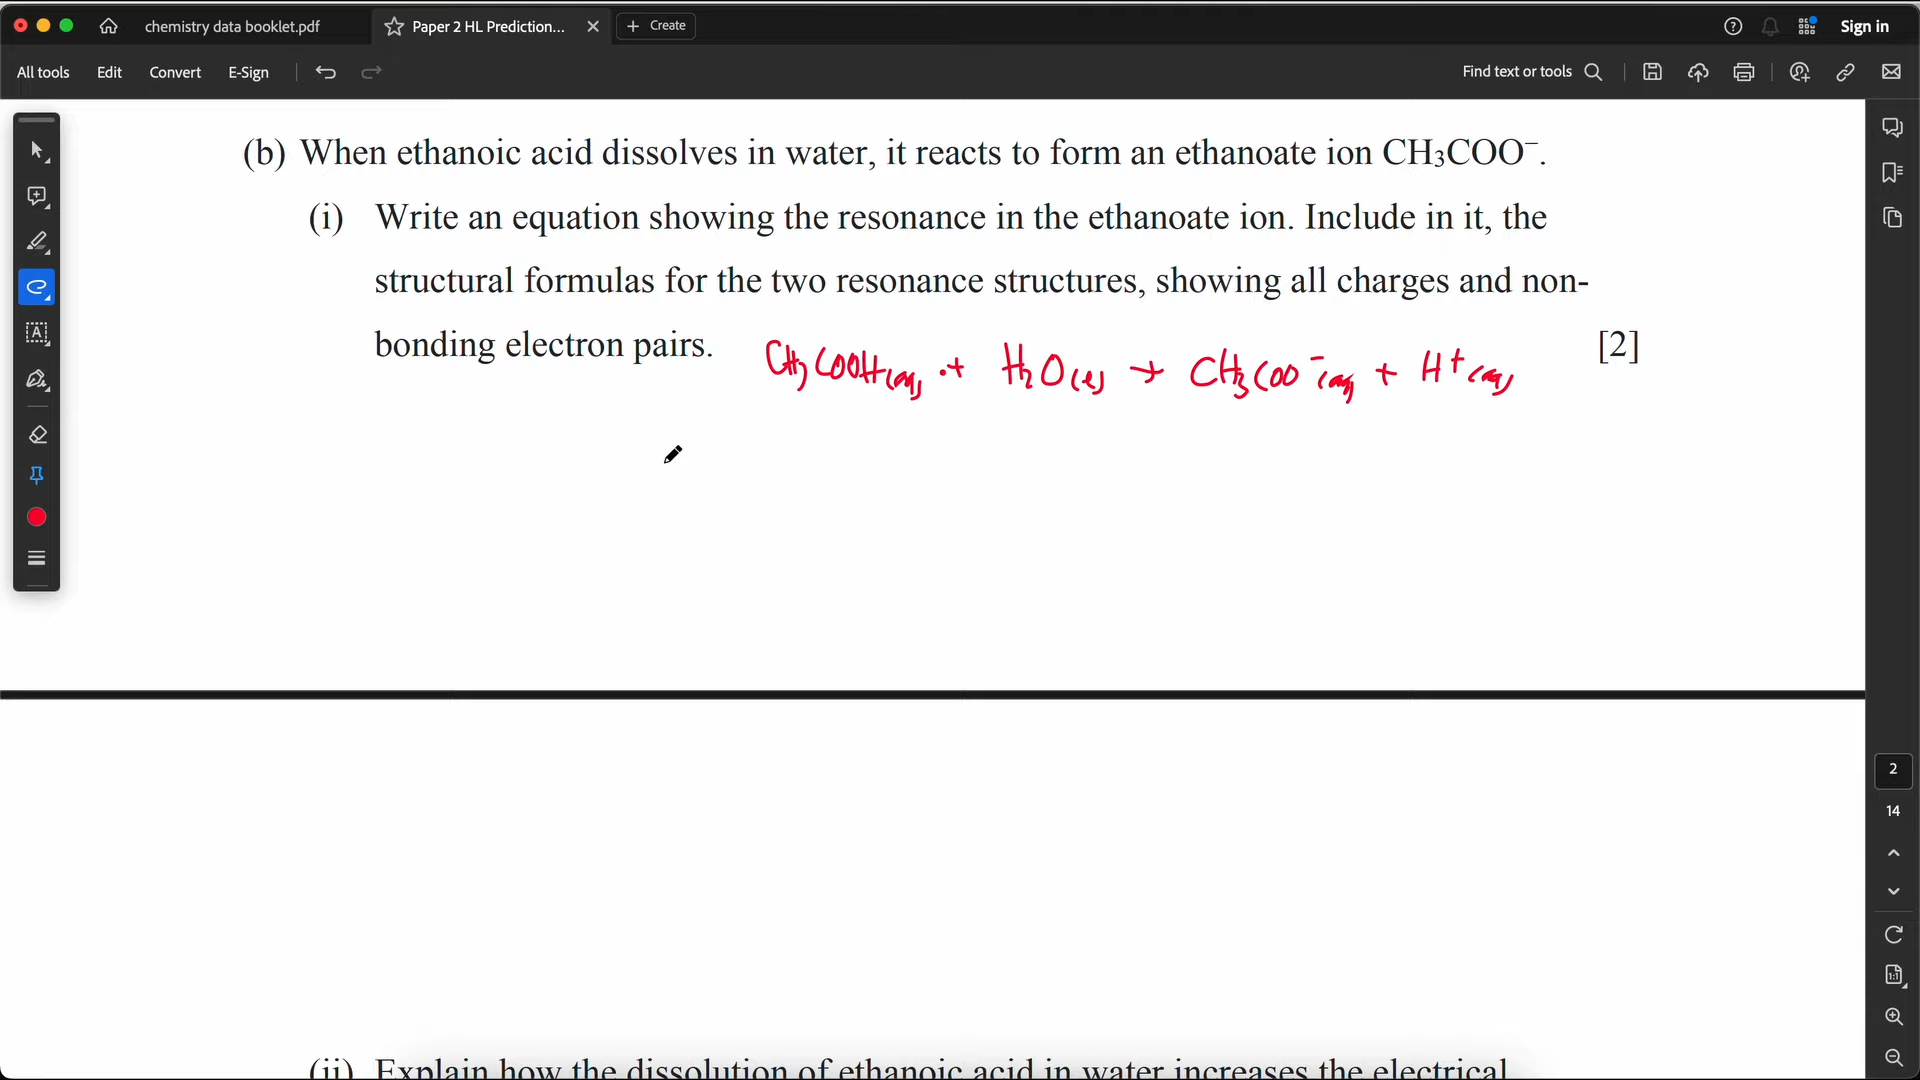 chemistry data booklet.pdf
Paper 2 HL Prediction...
Create
Sign in
All tools Edit Convert E-Sign
Find text or tools
(b) When ethanoic acid dissolves in water, it reacts to form an ethanoate ion CH₃COO⁻.
(i) Write an equation showing the resonance in the ethanoate ion. Include in it, the
structural formulas for the two resonance structures, showing all charges and non-
bonding electron pairs. [2]
CH₃COOH(aq) + H₂O(l) → CH₃COO⁻(aq) + H⁺(aq)
2
14
(ii) Explain how the dissolution of ethanoic acid in water increases the electrical